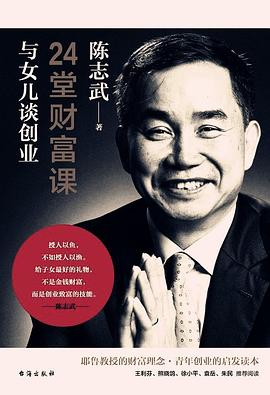 陈志武——著
24堂财富课
与女儿谈创业
授人以鱼，
不如授人以渔。
给子女最好的礼物，
不是金钱财富，
而是创业致富的技能。
——陈志武——
耶鲁教授的财富理念·青年创业的启发读本
台海出版社
王利芬、熊晓鸽、徐小平、袁岳、朱民 推荐阅读